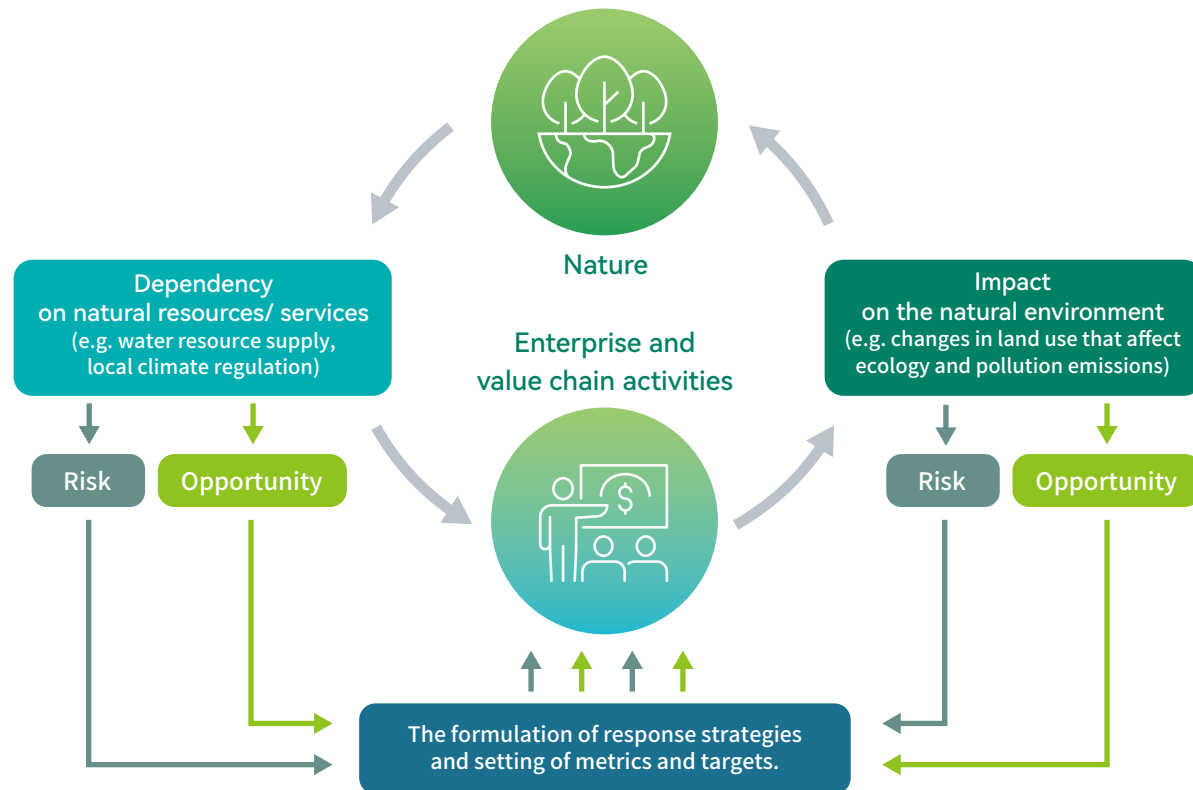 Nature
Dependency
on natural resources/ services
(e.g. water resource supply,
local climate regulation)
Impact
on the natural environment
(e.g. changes in land use that affect
ecology and pollution emissions)
Enterprise and
value chain activities
$
Risk
Opportunity
Risk
Opportunity
The formulation of response strategies
and setting of metrics and targets.